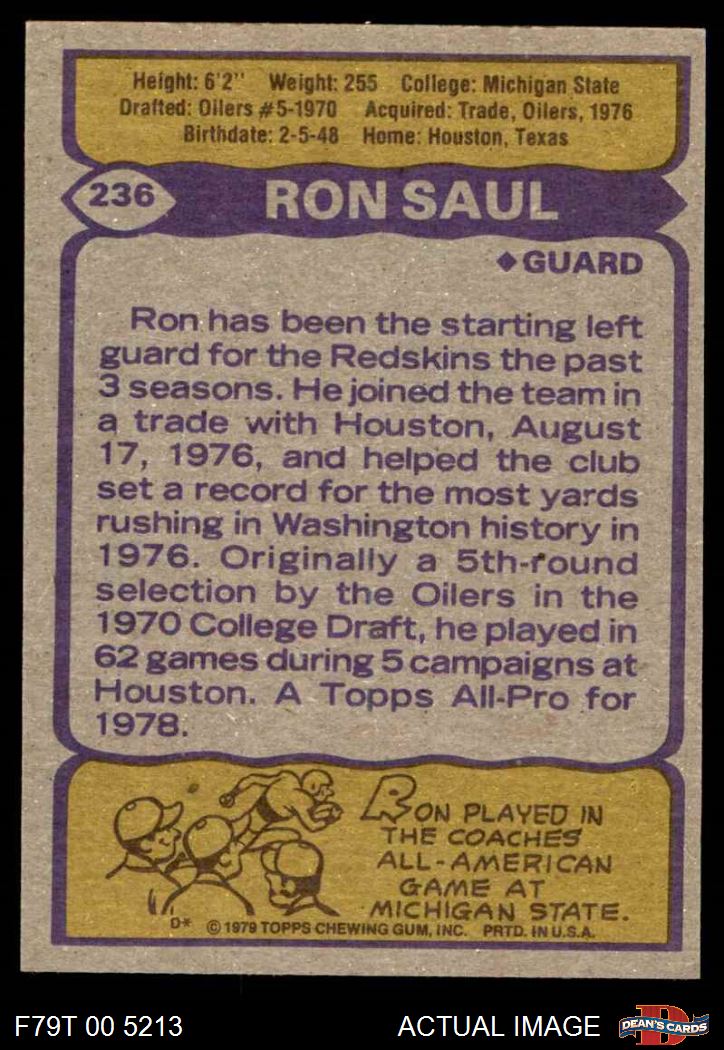 Height: 6'2" Weight: 255 College: Michigan State
Drafted: Oilers #5-1970 Acquired: Trade, Oilers, 1976
Birthdate: 2-5-48 Home: Houston, Texas
236 RON SAUL
◆GUARD
Ron has been the starting left
guard for the Redskins the past
3 seasons. He joined the team in
a trade with Houston, August
17, 1976, and helped the club
set a record for the most yards
rushing in Washington history in
1976. Originally a 5th-round
selection by the Oilers in the
1970 College Draft, he played in
62 games during 5 campaigns at
Houston. A Topps All-Pro for
1978.
RON PLAYED IN
THE COACHES
ALL-AMERICAN
GAME AT
MICHIGAN STATE.
D* © 1979 TOPPS CHEWING GUM, INC. PRTD. IN U.S.A.
F79T 00 5213 ACTUAL IMAGE D DEAN'S CARDS